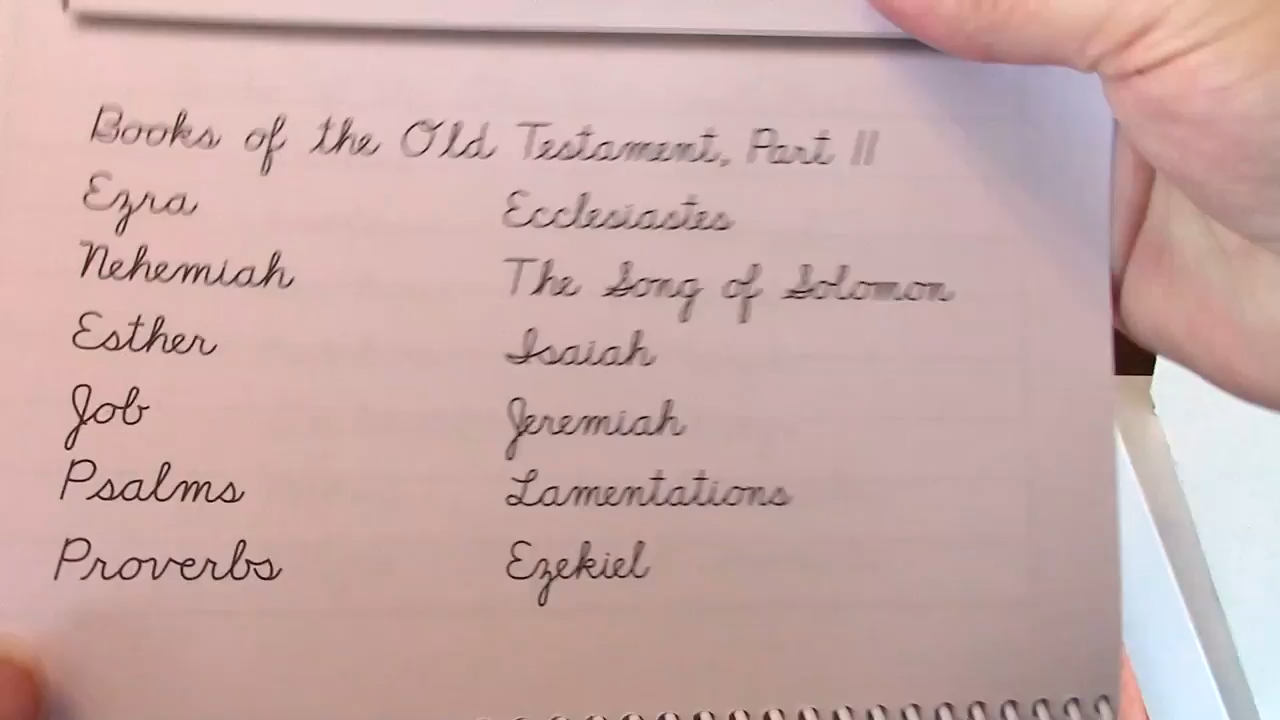 Books of the Old Testament, Part II
Ezra
Nehemiah
Esther
Job
Psalms
Proverbs
Ecclesiastes
The Song of Solomon
Isaiah
Jeremiah
Lamentations
Ezekiel